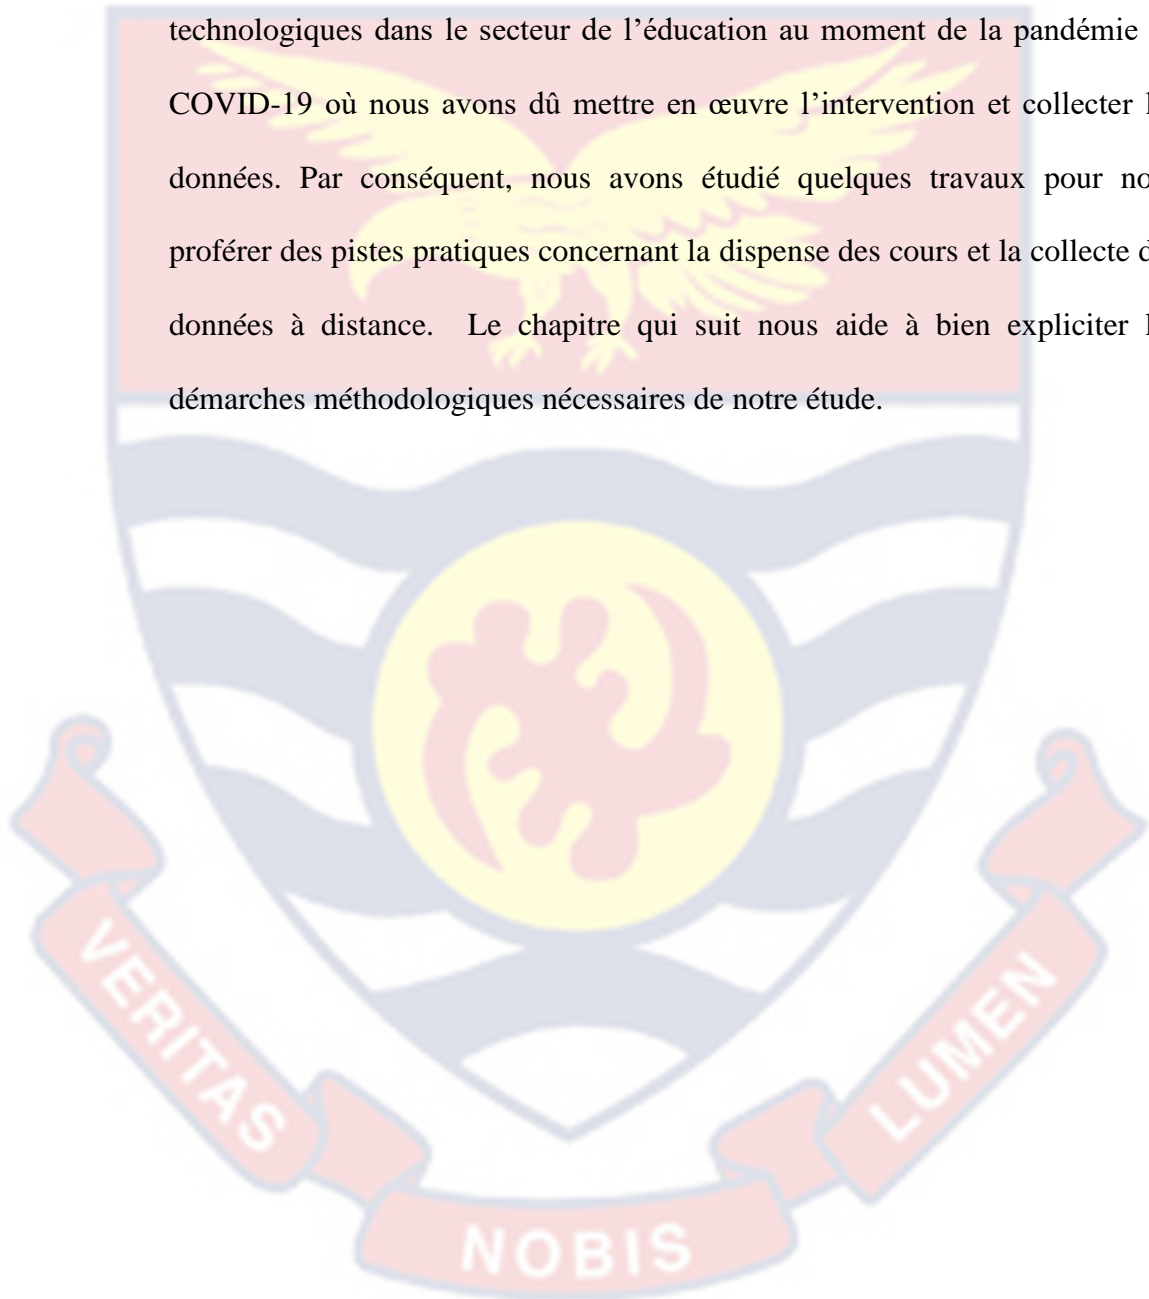 technologiques dans le secteur de l’éducation au moment de la pandémie
COVID-19 où nous avons dû mettre en œuvre l’intervention et collecter
données. Par conséquent, nous avons étudié quelques travaux pour
proférer des pistes pratiques concernant la dispense des cours et la collecte
données à distance. Le chapitre qui suit nous aide à bien expliciter
démarches méthodologiques nécessaires de notre étude.
VERITAS
NOBIS
LUMEN